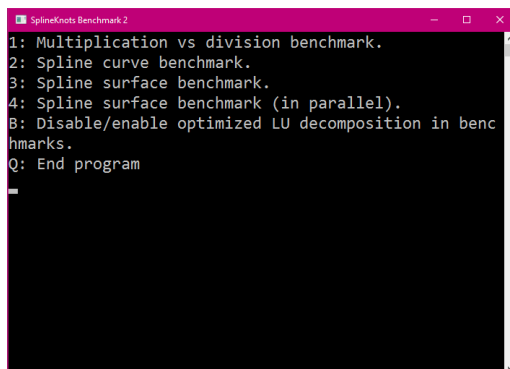 SplineKnots Benchmark 2
1: Multiplication vs division benchmark.
2: Spline curve benchmark.
3: Spline surface benchmark.
4: Spline surface benchmark (in parallel).
B: Disable/enable optimized LU decomposition in benc
hmarks.
Q: End program